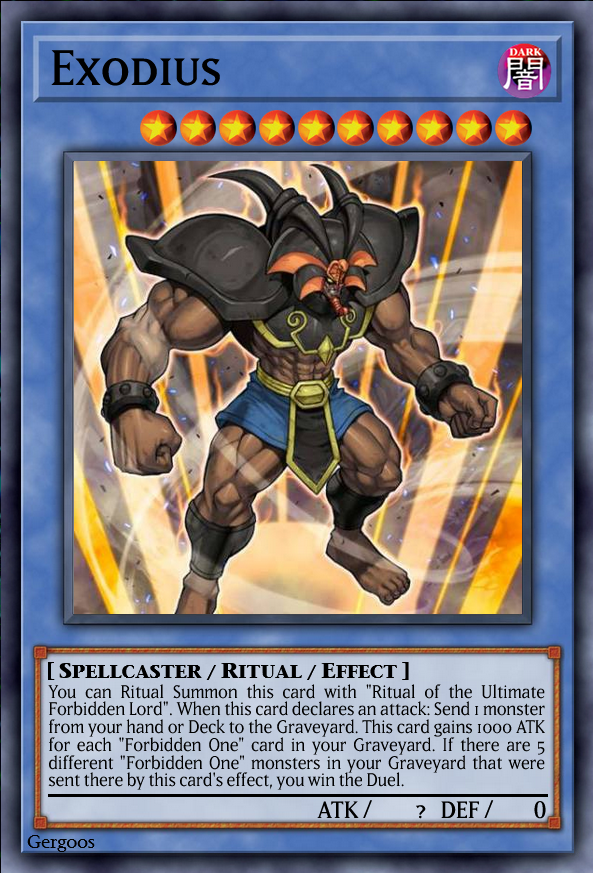 Exodius
DARK
闇
[ Spellcaster / Ritual / Effect ]
You can Ritual Summon this card with "Ritual of the Ultimate
Forbidden Lord". When this card declares an attack: Send 1 monster
from your hand or Deck to the Graveyard. This card gains 1000 ATK
for each "Forbidden One" card in your Graveyard. If there are 5
different "Forbidden One" monsters in your Graveyard that were
sent there by this card's effect, you win the Duel.
ATK / ? DEF / 0
Gergoos